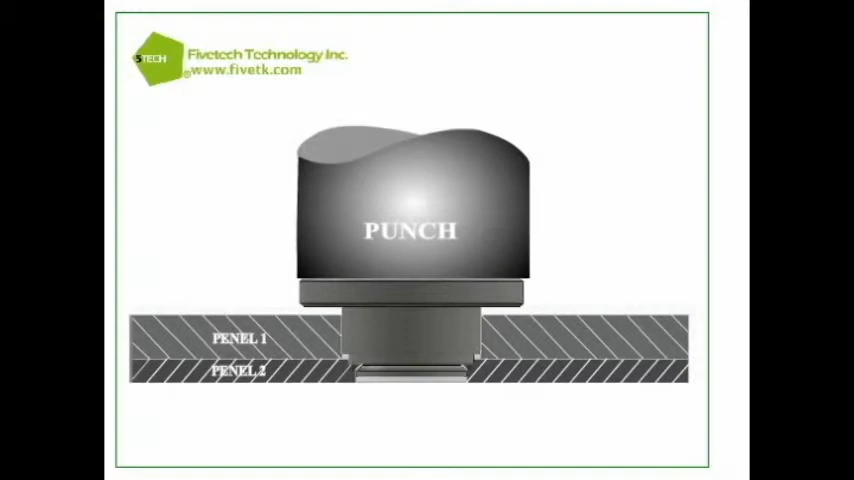 5TECH
Fivetech Technology Inc.
®www.fivetk.com
PUNCH
PENEL 1
PENEL 2